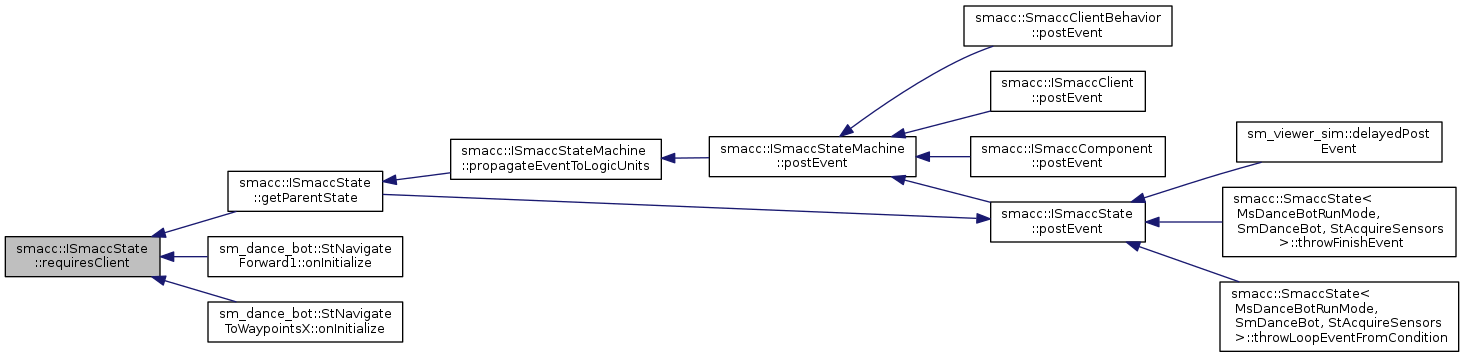 smacc::SmaccClientBehavior
::postEvent
smacc::ISmaccClient
::postEvent
sm_viewer_sim::delayedPost
Event
smacc::ISmaccStateMachine
::postEvent
smacc::ISmaccComponent
::postEvent
smacc::ISmaccStateMachine
::propagateEventToLogicUnits
smacc::ISmaccState
::getParentState
smacc::ISmaccState
::postEvent
smacc::SmaccState<
MsDanceBotRunMode,
SmDanceBot, StAcquireSensors
>::throwFinishEvent
smacc::ISmaccState
::requiresClient
sm_dance_bot::StNavigate
Forward1::onInitialize
sm_dance_bot::StNavigate
ToWaypointsX::onInitialize
smacc::SmaccState<
MsDanceBotRunMode,
SmDanceBot, StAcquireSensors
>::throwLoopEventFromCondition